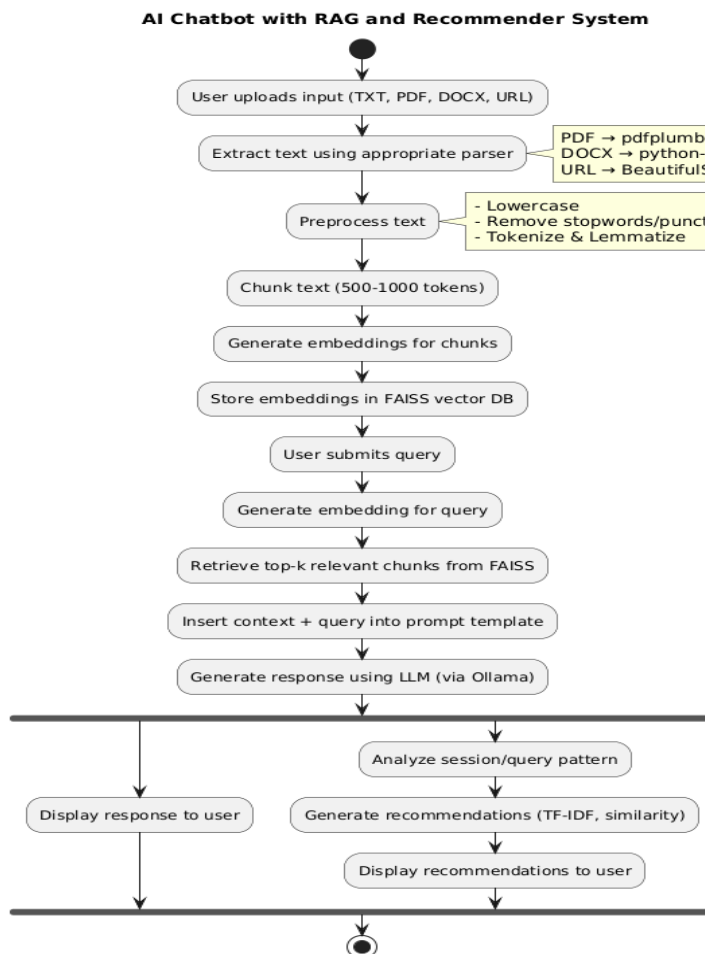 AI Chatbot with RAG and Recommender System
User uploads input (TXT, PDF, DOCX, URL)
Extract text using appropriate parser
PDF → pdfplumb
DOCX → python-
URL → BeautifulS
Preprocess text
- Lowercase
- Remove stopwords/punct
- Tokenize & Lemmatize
Chunk text (500-1000 tokens)
Generate embeddings for chunks
Store embeddings in FAISS vector DB
User submits query
Generate embedding for query
Retrieve top-k relevant chunks from FAISS
Insert context + query into prompt template
Generate response using LLM (via Ollama)
Analyze session/query pattern
Display response to user
Generate recommendations (TF-IDF, similarity)
Display recommendations to user